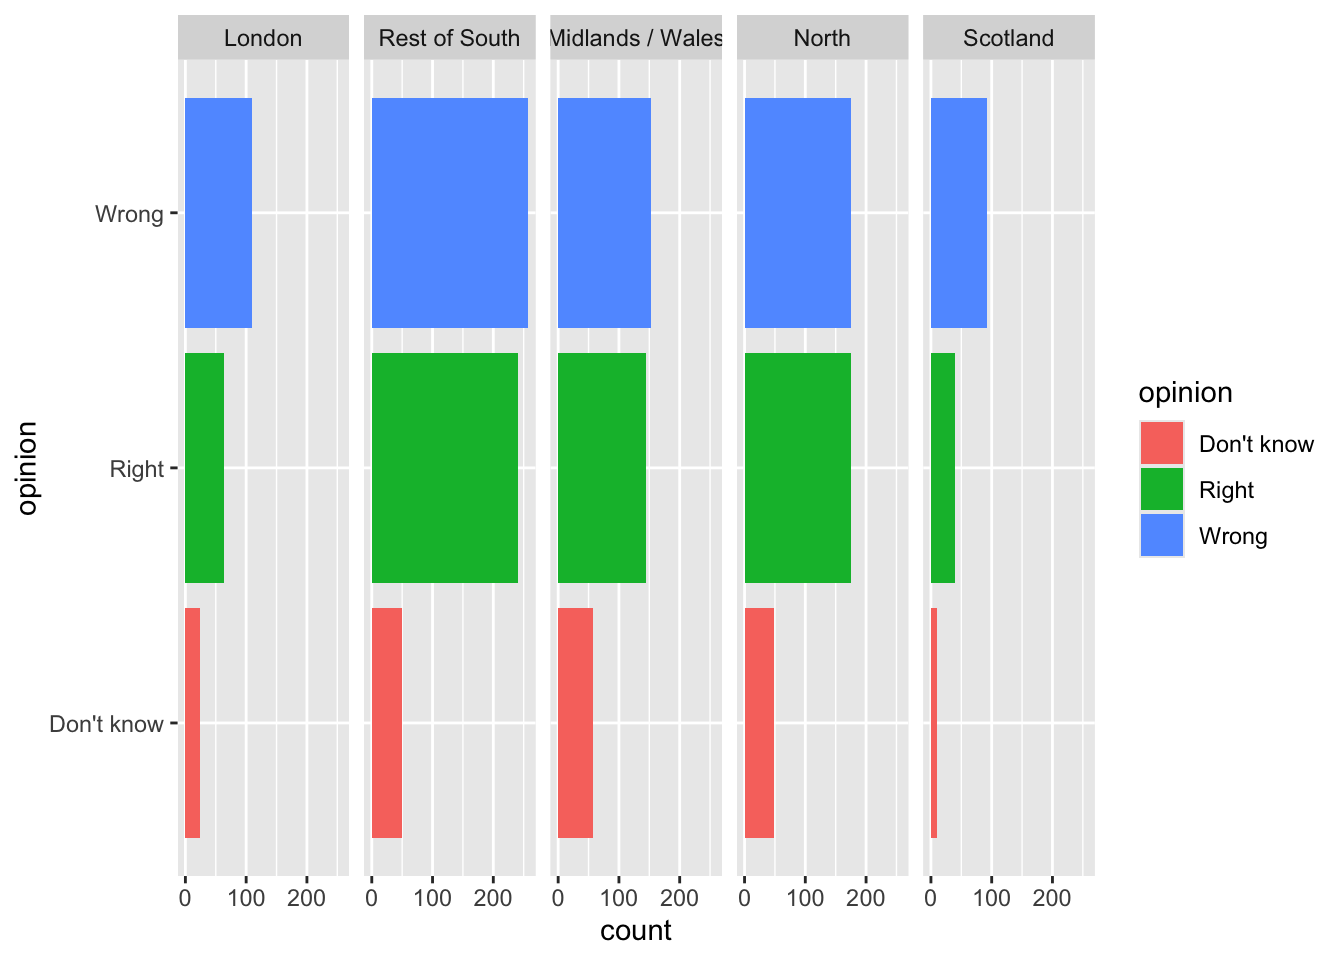 London
Rest of South
Midlands / Wales
North
Scotland
Wrong
Right
Don't know
opinion
0 100 200
0 100 200
0 100 200
0 100 200
0 100 200
count
opinion
Don't know
Right
Wrong